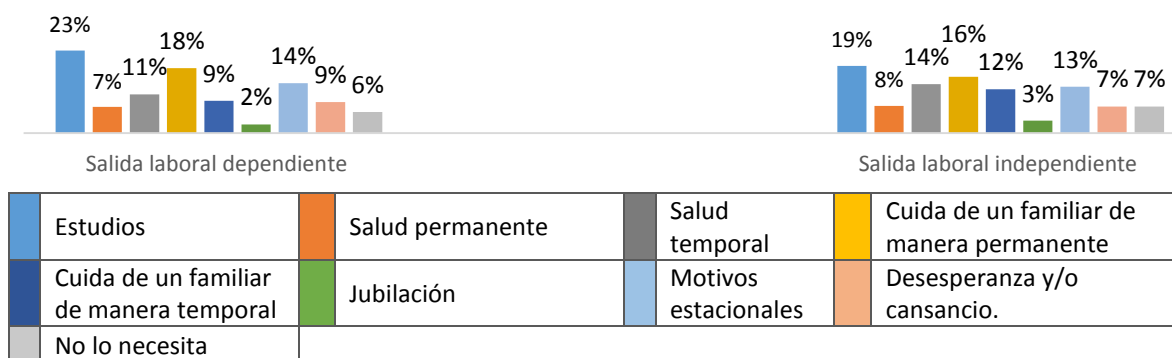 23% 7% 11% 18% 9% 2% 14% 9% 6%
19% 8% 14% 16% 12% 3% 13% 7% 7%
Salida laboral dependiente
Salida laboral independiente
Estudios
Salud permanente
Salud
temporal
Cuida de un familiar de
manera permanente
Cuida de un familiar
de manera temporal
Jubilación
Motivos
estacionales
Desesperanza y/o
cansancio.
No lo necesita